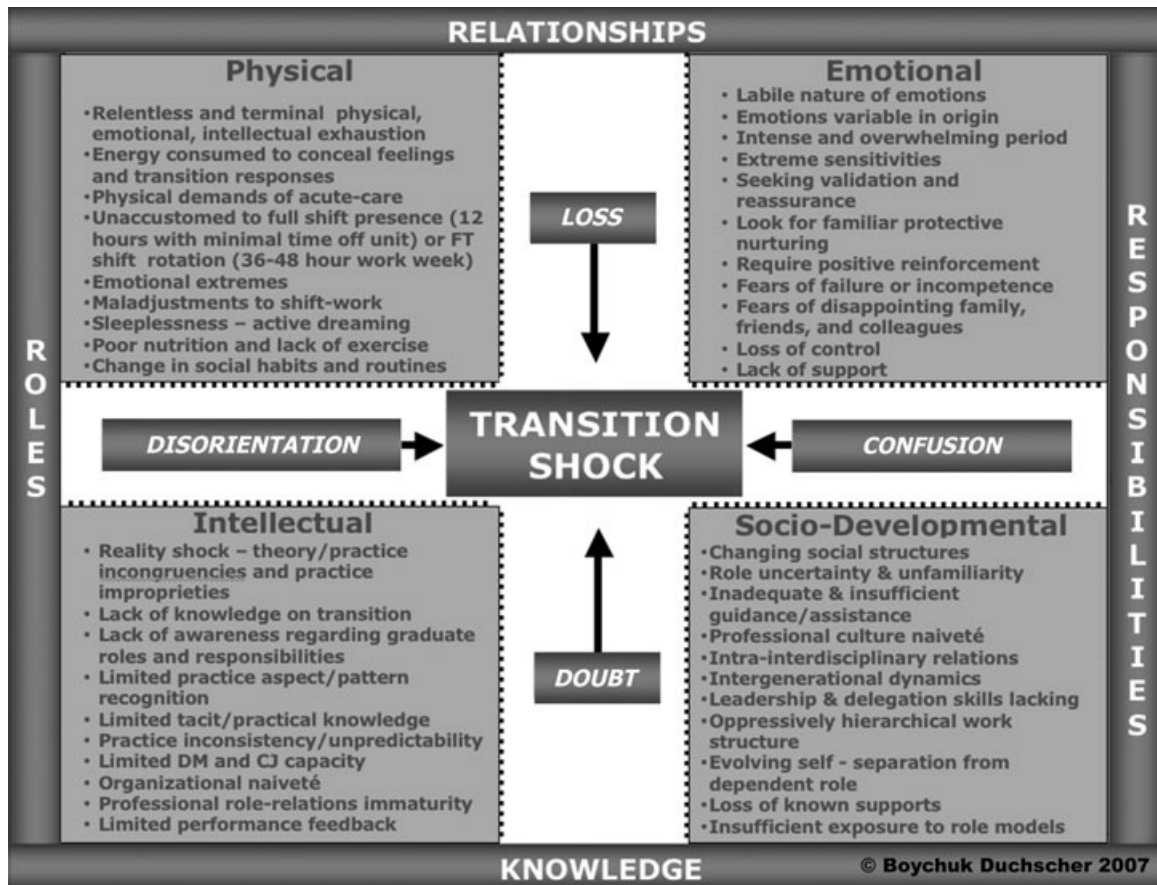 RELATIONSHIPS
ROLES
RESPONSIBILITIES
Physical
•Relentless and terminal physical,
emotional, intellectual exhaustion
•Energy consumed to conceal feelings
and transition responses
•Physical demands of acute-care
•Unaccustomed to full shift presence (12
hours with minimal time off unit) or FT
shift rotation (36-48 hour work week)
•Emotional extremes
•Maladjustments to shift-work
•Sleeplessness – active dreaming
•Poor nutrition and lack of exercise
•Change in social habits and routines
LOSS
Emotional
• Labile nature of emotions
• Emotions variable in origin
• Intense and overwhelming period
• Extreme sensitivities
• Seeking validation and
reassurance
• Look for familiar protective
nurturing
• Require positive reinforcement
• Fears of failure or incompetence
• Fears of disappointing family,
friends, and colleagues
• Loss of control
• Lack of support
DISORIENTATION
TRANSITION
SHOCK
CONFUSION
Intellectual
• Reality shock – theory/practice
incongruencies and practice
improprieties
• Lack of knowledge on transition
• Lack of awareness regarding graduate
roles and responsibilities
• Limited practice aspect/pattern
recognition
• Limited tacit/practical knowledge
• Practice inconsistency/unpredictability
• Limited DM and CJ capacity
• Organizational naiveté
• Professional role-relations immaturity
• Limited performance feedback
DOUBT
Socio-Developmental
•Changing social structures
•Role uncertainty & unfamiliarity
•Inadequate & insufficient
guidance/assistance
•Professional culture naiveté
•Intra-interdisciplinary relations
•Intergenerational dynamics
•Leadership & delegation skills lacking
•Oppressively hierarchical work
structure
•Evolving self - separation from
dependent role
•Loss of known supports
•Insufficient exposure to role models
KNOWLEDGE
© Boychuk Duchscher 2007